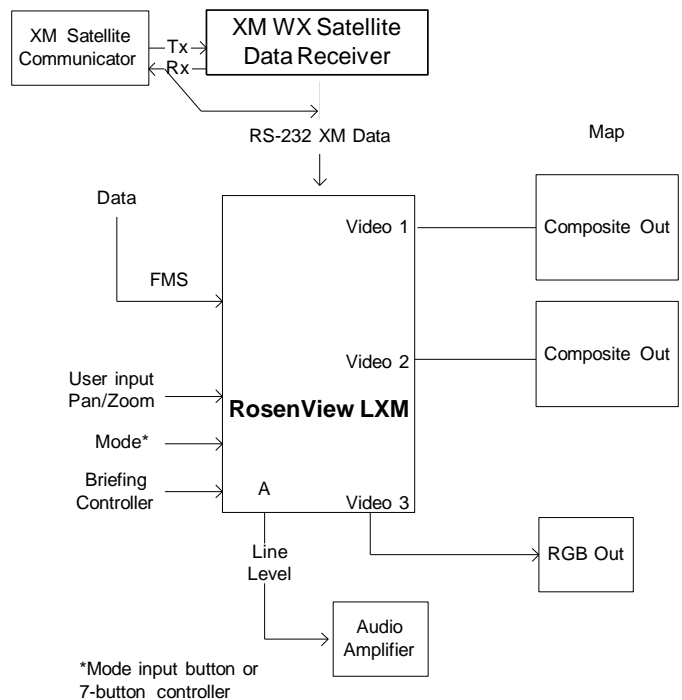 XM Satellite
Communicator
Tx
Rx
XM WX Satellite
Data Receiver
RS-232 XM Data
Map
Data
FMS
Video 1
Composite Out
Video 2
Composite Out
User input
Pan/Zoom
RosenView LXM
Mode*
Briefing
Controller
A
Video 3
Line
Level
RGB Out
Audio
Amplifier
*Mode input button or
7-button controller